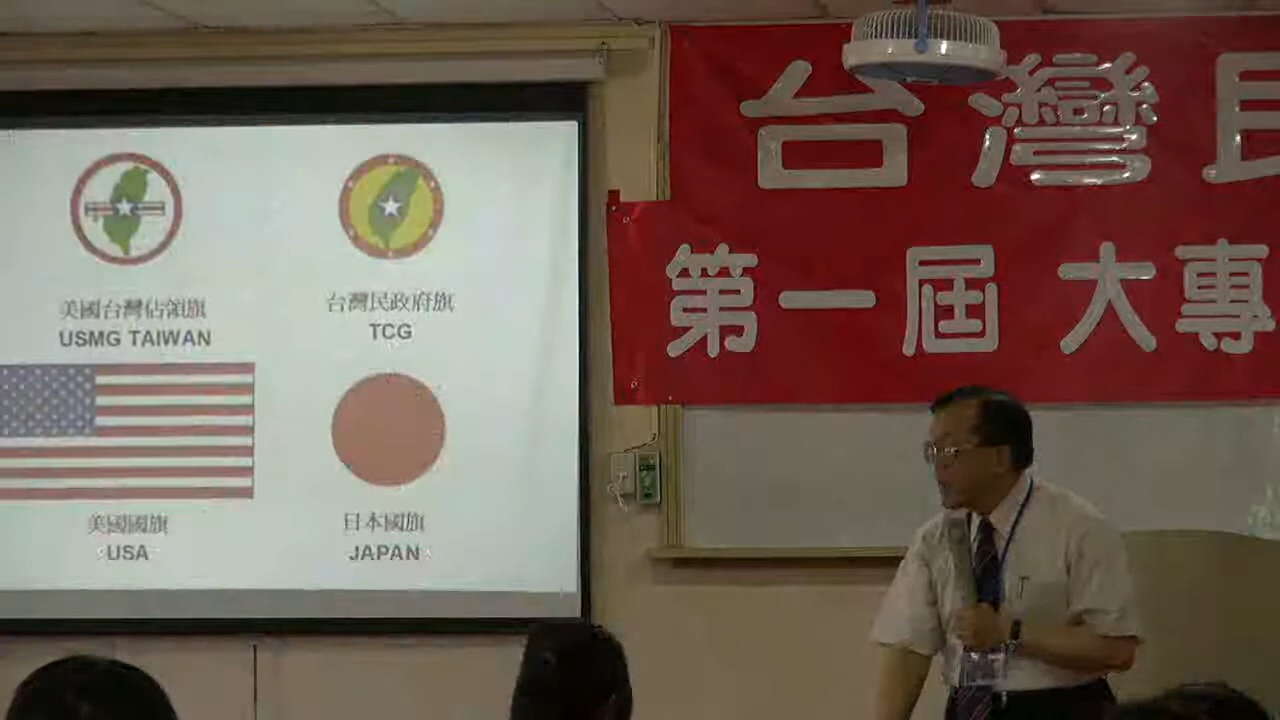 美國台灣佔領旗
USMG TAIWAN
台灣民政府旗
TCG
美國國旗
USA
日本國旗
JAPAN
台灣民
第一屆 大專